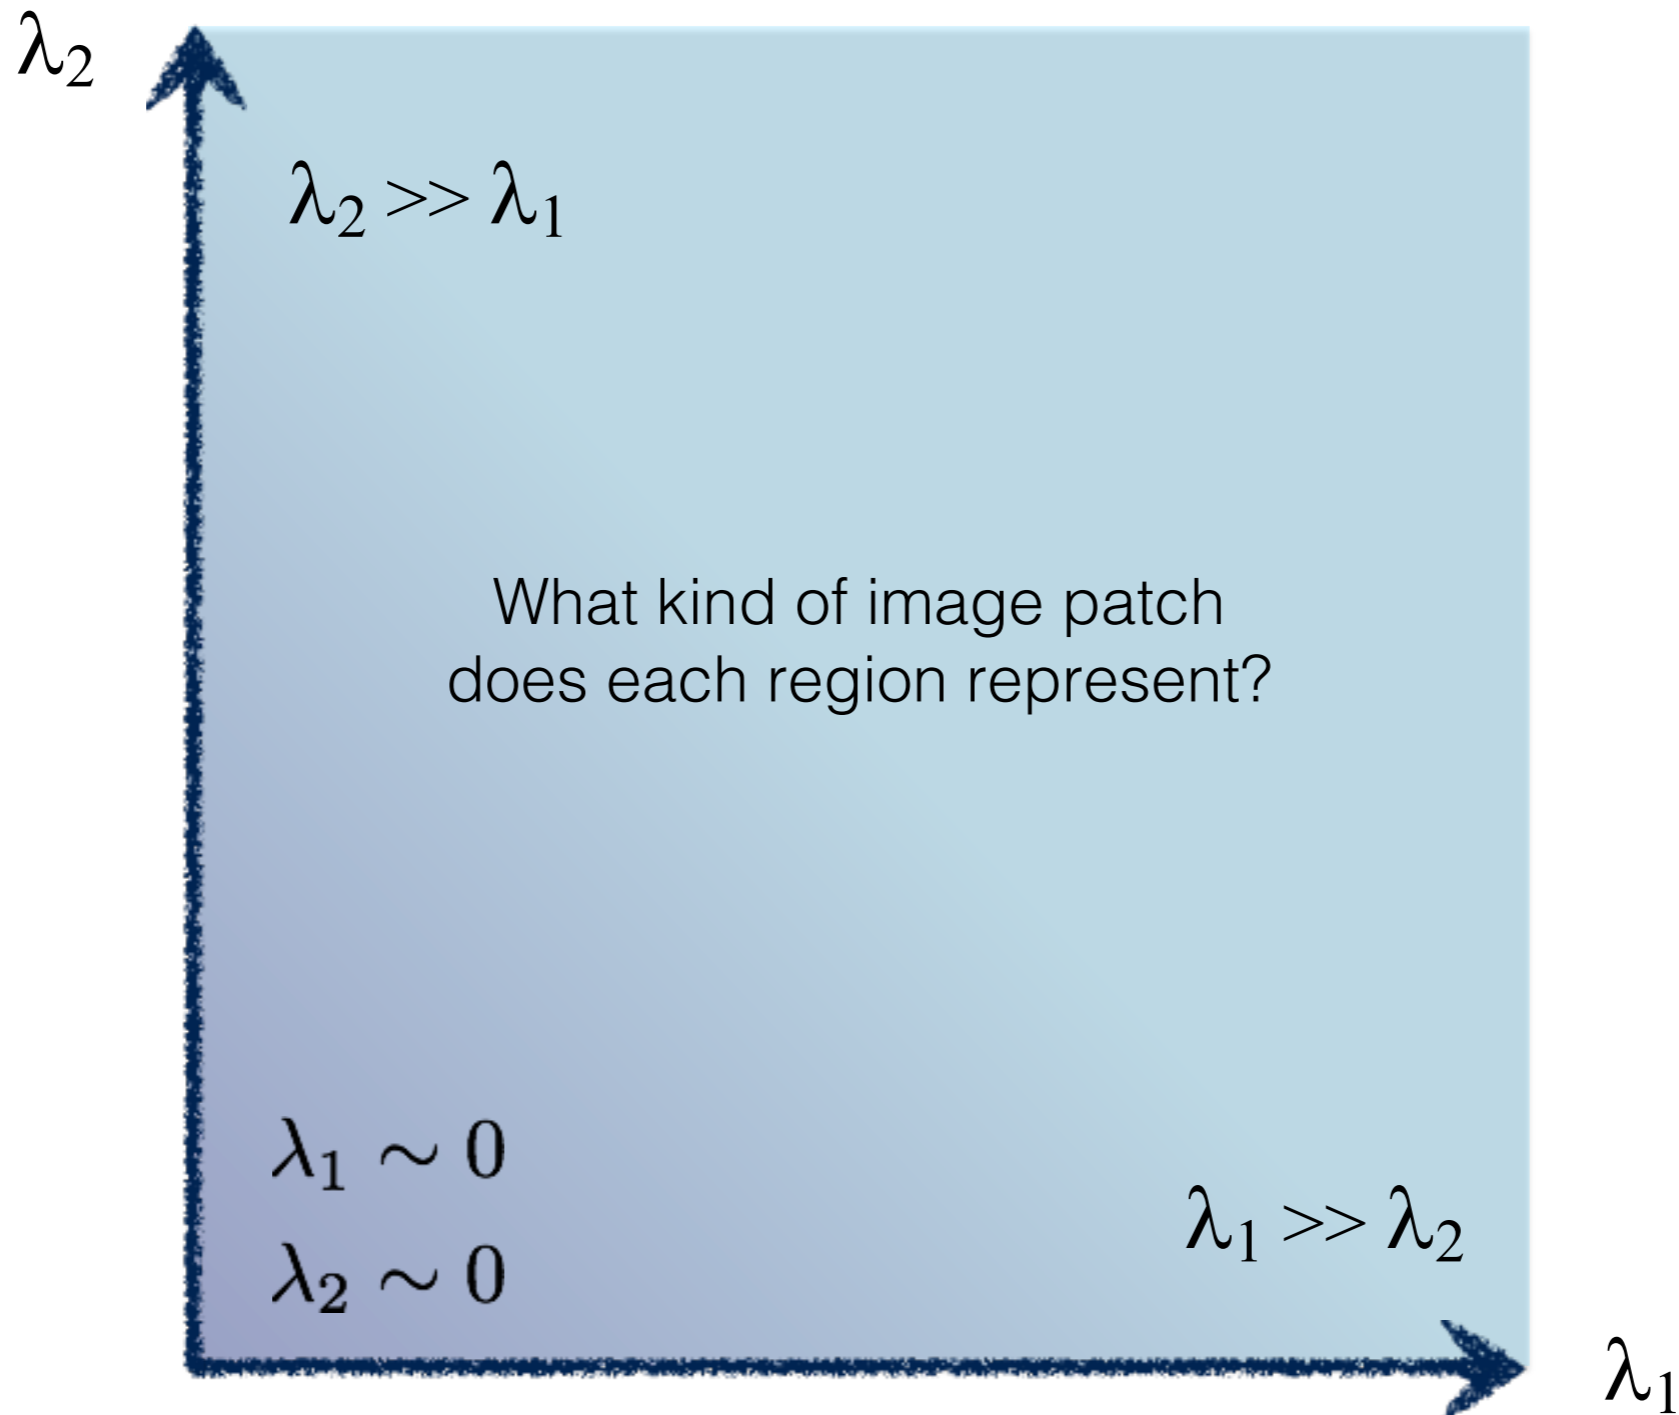 λ₂
λ₂ >> λ₁
What kind of image patch
does each region represent?
λ₁ ∼ 0
λ₂ ∼ 0
λ₁ >> λ₂
λ₁